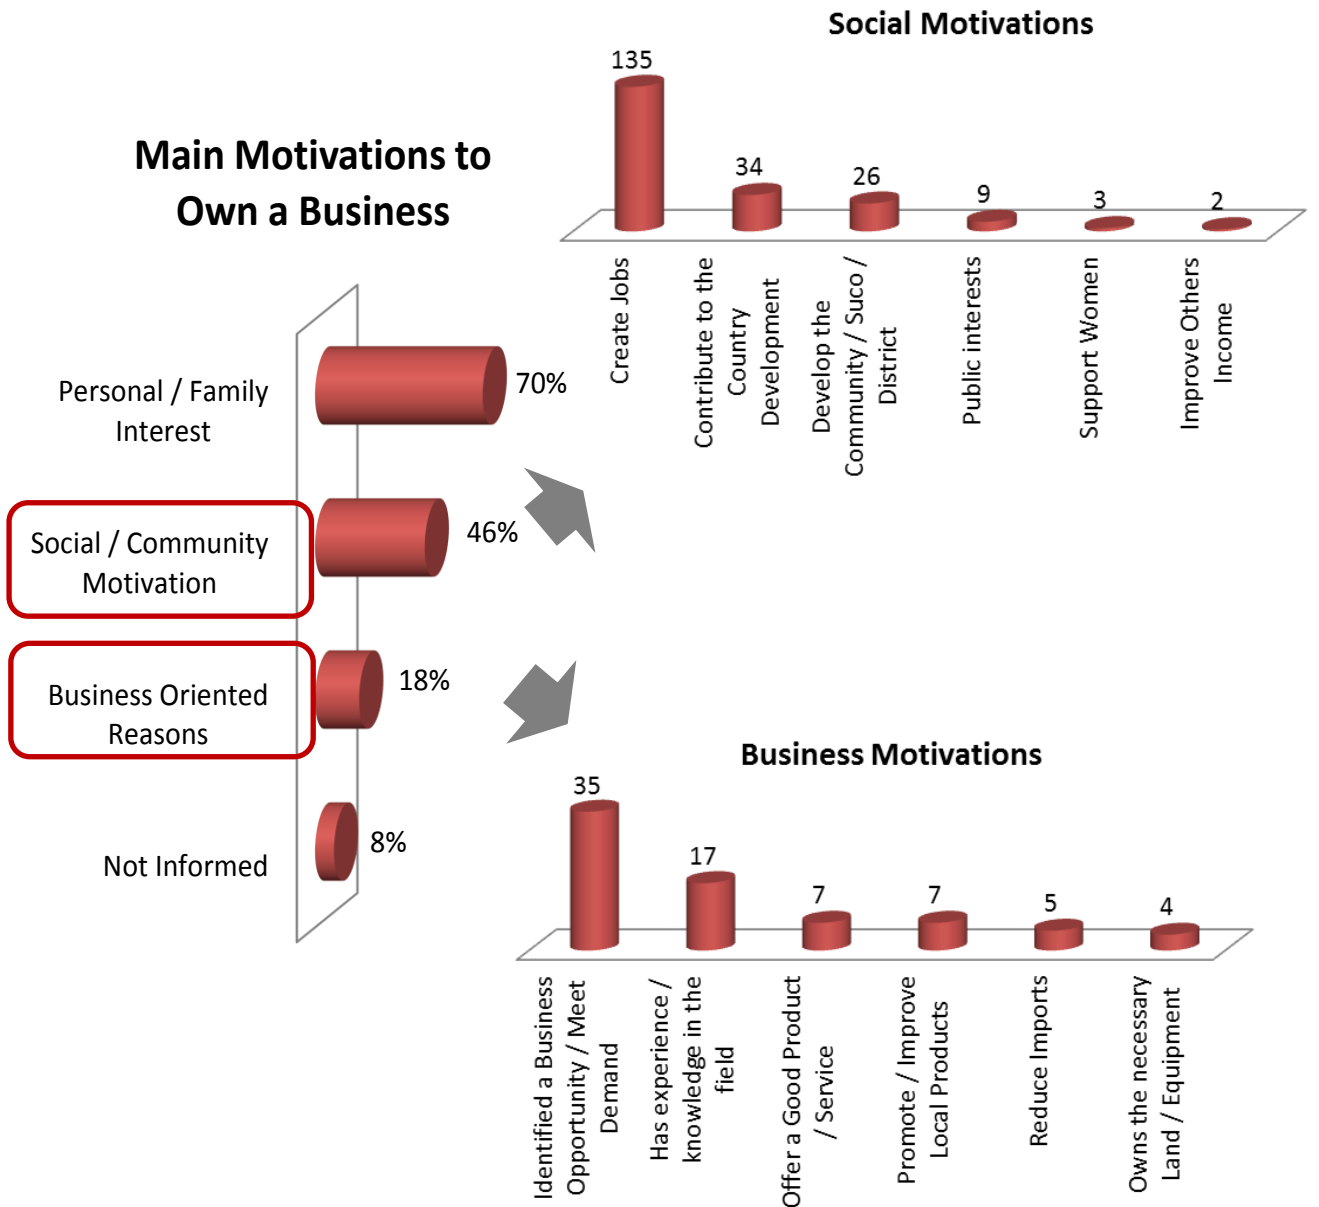 Social Motivations
135
34
26
9
3
2
Create Jobs
Contribute to the
Country
Development
Develop the
Community / Suco /
District
Public interests
Support Women
Improve Others
Income
Main Motivations to
Own a Business
Personal / Family
Interest
70%
Social / Community
Motivation
46%
Business Oriented
Reasons
18%
Not Informed
8%
Business Motivations
35
17
7
7
5
4
Identified a Business
Opportunity / Meet
Demand
Has experience /
knowledge in the
field
Offer a Good Product
/ Service
Promote / Improve
Local Products
Reduce Imports
Owns the necessary
Land / Equipment